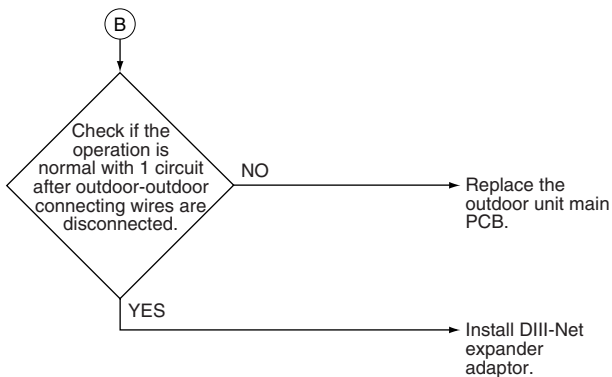 B
Check if the
operation is
normal with 1 circuit
after outdoor-outdoor
connecting wires are
disconnected.
NO
Replace the
outdoor unit main
PCB.
YES
Install DIII-Net
expander
adaptor.